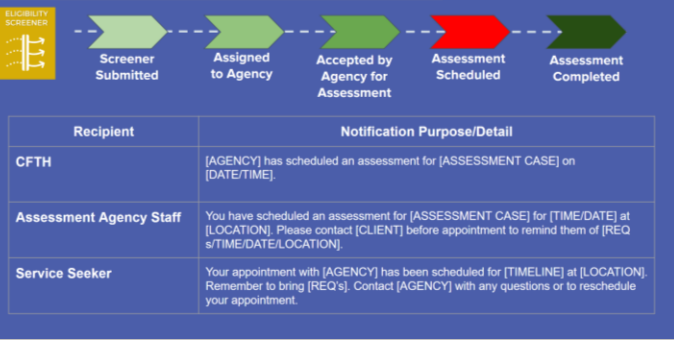 ELIGIBILITY
SCREENER
Screener
Submitted
Assigned
to Agency
Accepted by
Agency for
Assessment
Assessment
Scheduled
Assessment
Completed
Recipient
Notification Purpose/Detail
CFTH
[AGENCY] has scheduled an assessment for [ASSESSMENT CASE] on
[DATE/TIME].
Assessment Agency Staff
You have scheduled an assessment for [ASSESSMENT CASE] for [TIME/DATE] at
[LOCATION]. Please contact [CLIENT] before appointment to remind them of [REQ
s/TIME/DATE/LOCATION].
Service Seeker
Your appointment with [AGENCY] has been scheduled for [TIMELINE] at [LOCATION].
Remember to bring [REQ's]. Contact [AGENCY] with any questions or to reschedule
your appointment.